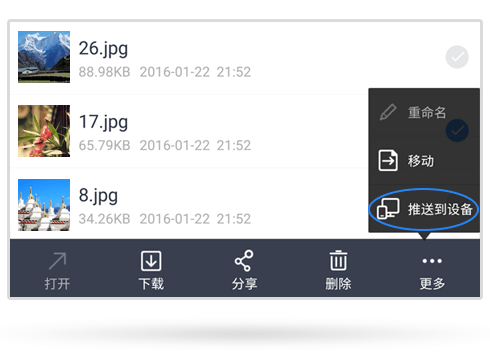 26.jpg
88.98KB 2016-01-22 21:52
17.jpg
65.79KB 2016-01-22 21:52
8.jpg
34.26KB 2016-01-22 21:52
重命名
移动
推送到设备
打开 下载 分享 删除 更多